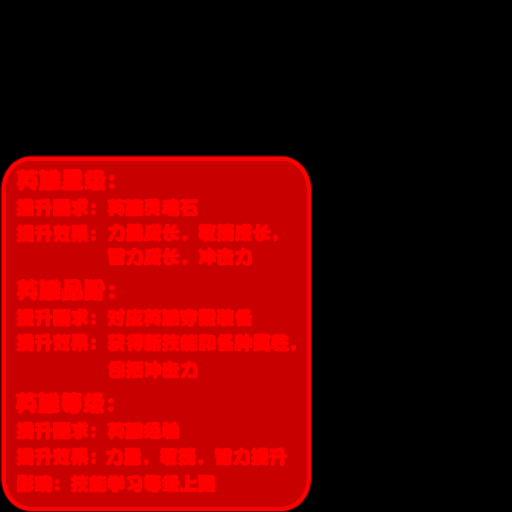 英雄星级：
提升需求：英雄灵魂石
提升效果：力量成长，敏捷成长，
智力成长，冲击力
英雄品阶：
提升需求：对应英雄穿戴装备
提升效果：获得新技能和各种属性，
根据冲击力
英雄等级：
提升需求：英雄经验
提升效果：力量，敏捷，智力提升
影响：技能学习等级上限